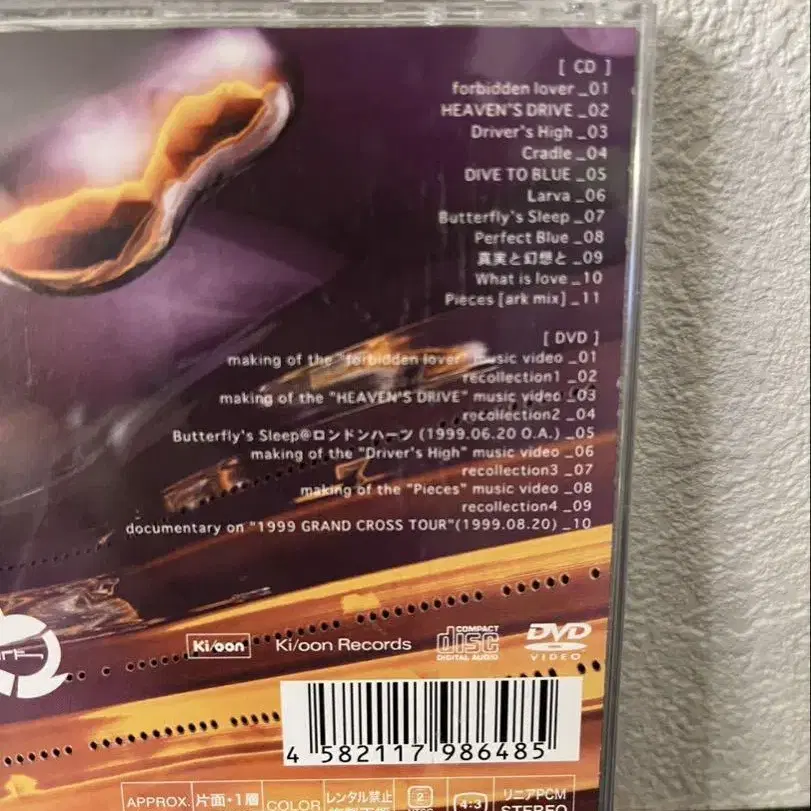 [ CD ]
forbidden lover _01
HEAVEN'S DRIVE _02
Driver's High _03
Cradle _04
DIVE TO BLUE _05
Larva _06
Butterfly's Sleep _07
Perfect Blue _08
真実と幻想と _09
What is love _10
Pieces [ark mix] _11
[ DVD ]
making of the "forbidden lover" music video _01
recollection1 _02
making of the "HEAVEN'S DRIVE" music video _03
recollection2 _04
Butterfly's Sleep@ロンドンハーツ (1999.06.20 O.A.) _05
making of the "Driver's High" music video _06
recollection3 _07
making of the "Pieces" music video _08
recollection4 _09
documentary on "1999 GRAND CROSS TOUR"(1999.08.20) _10
Ki/oon Ki/oon Records COMPACT disc DIGITAL AUDIO DVD VIDEO
4 582117 986485
APPROX. 片面・1層 COLOR レンタル禁止 2 4:3 リニアPCM
STEREO